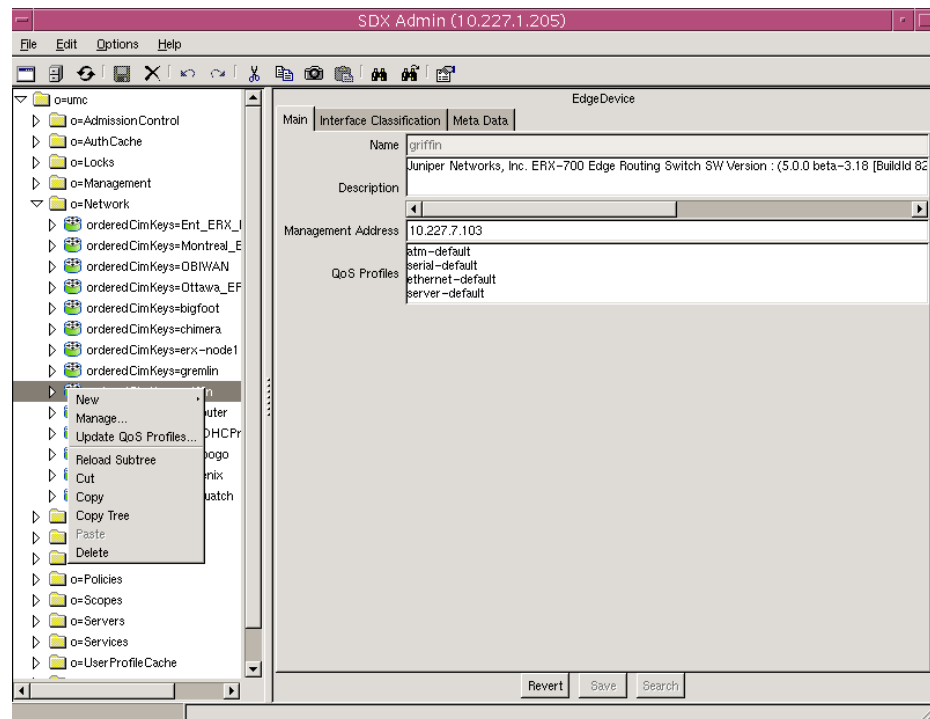 SDX Admin (10.227.1.205)
File Edit Options Help
o=umc
o=AdmissionControl
o=AuthCache
o=Locks
o=Management
o=Network
orderedCimKeys=Ent_ERX_
orderedCimKeys=Montreal_E
orderedCimKeys=OBIWAN
orderedCimKeys=Ottawa_EF
orderedCimKeys=bigfoot
orderedCimKeys=chimera
orderedCimKeys=erx-node1
orderedCimKeys=gremlin
n
uter
DHCPr
pogo
enix
uatch
New
Manage...
Update QoS Profiles...
Reload Subtree
Cut
Copy
Copy Tree
Paste
Delete
o=Policies
o=Scopes
o=Servers
o=Services
o=UserProfileCache
EdgeDevice
Main Interface Classification Meta Data
Name griffin
Description Juniper Networks, Inc. ERX-700 Edge Routing Switch SW Version : (5.0.0 beta-3.18 [BuildId 82
Management Address 10.227.7.103
QoS Profiles
atm-default
serial-default
ethernet-default
server-default
Revert Save Search